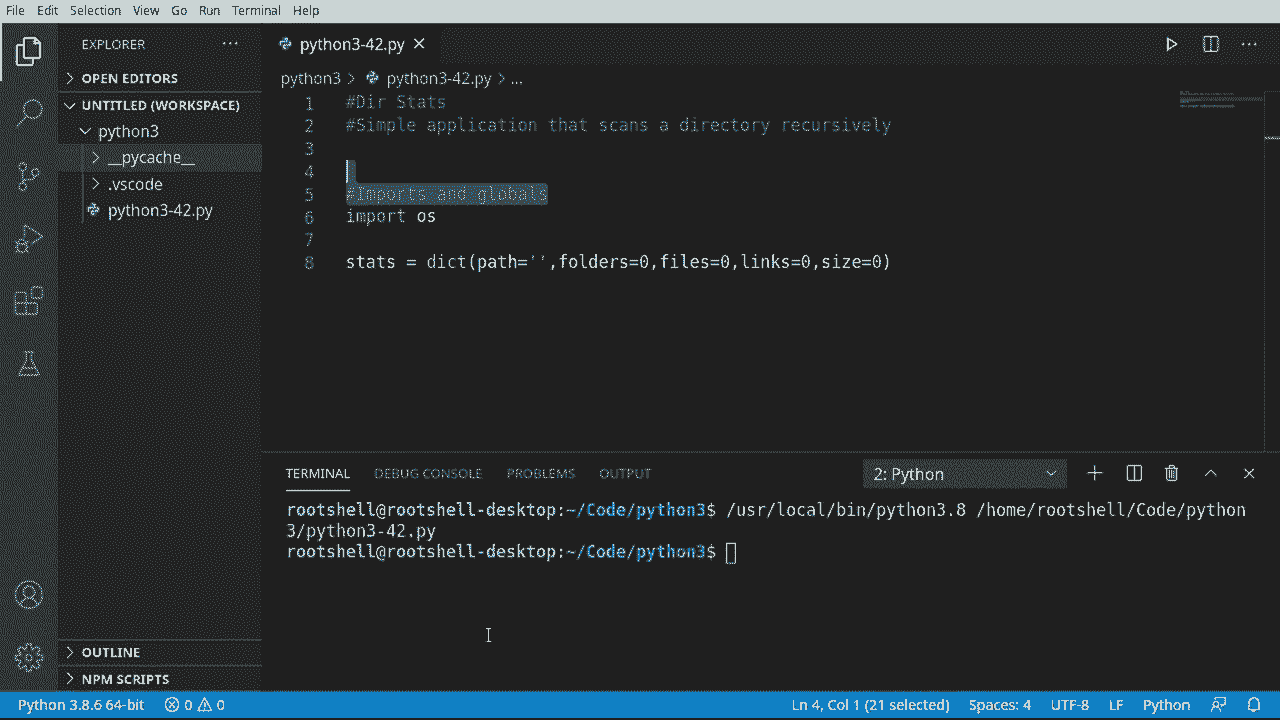 File Edit Selection View Go Run Terminal Help
EXPLORER
OPEN EDITORS
UNTITLED (WORKSPACE)
python3
__pycache__
.vscode
python3-42.py
OUTLINE
NPM SCRIPTS
python3-42.py
python3 > python3-42.py > ...
1 #Dir Stats
2 #Simple application that scans a directory recursively
3
4
5 #Imports and globals
6 import os
7
8 stats = dict(path='',folders=0,files=0,links=0,size=0)
TERMINAL DEBUG CONSOLE PROBLEMS OUTPUT 2: Python
rootshell@rootshell-desktop:~/Code/python3$ /usr/local/bin/python3.8 /home/rootshell/Code/python
3/python3-42.py
rootshell@rootshell-desktop:~/Code/python3$
Python 3.8.6 64-bit 0 0 Ln 4, Col 1 (21 selected) Spaces: 4 UTF-8 LF Python